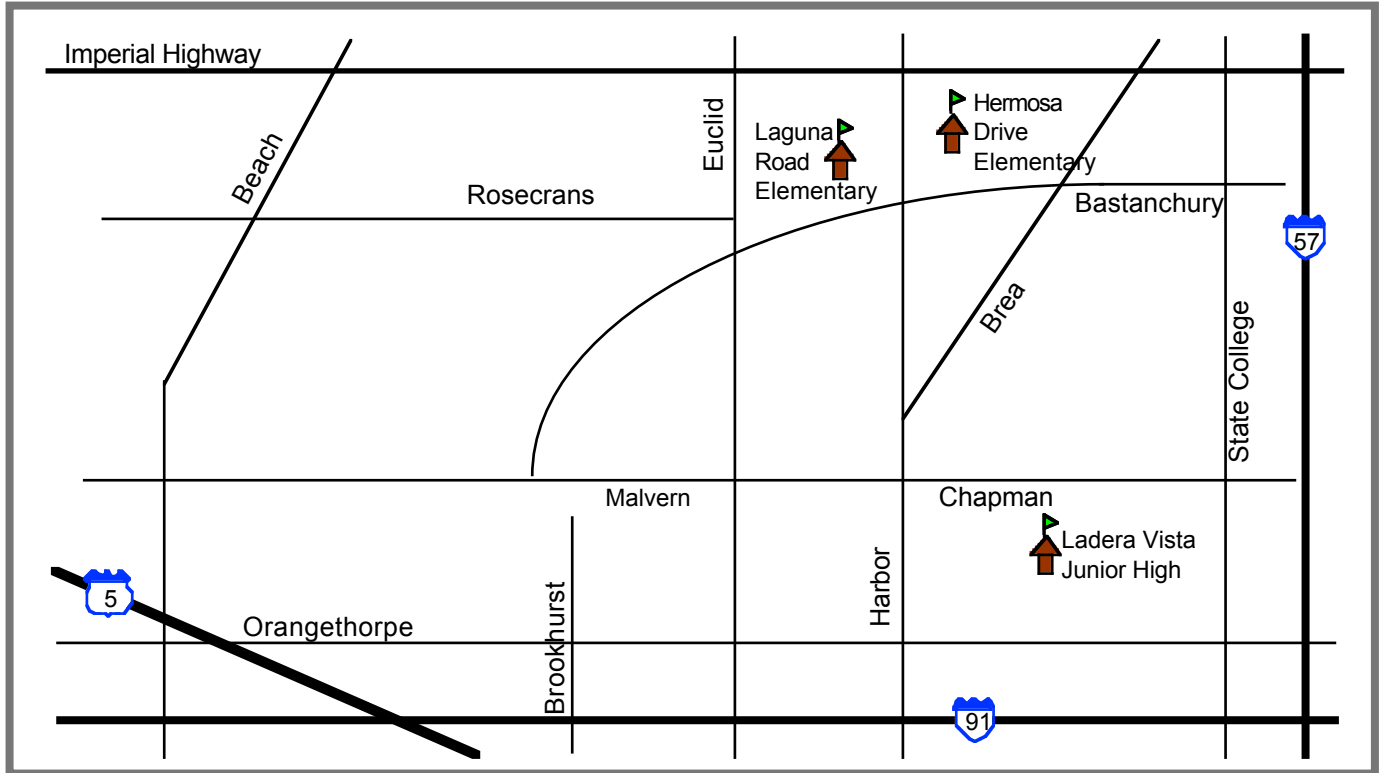 Imperial Highway
Beach
Rosecrans
Euclid
Laguna
Road
Elementary
Hermosa
Drive
Elementary
Bastanchury
57
Brea
State College
Malvern
Chapman
Ladera Vista
Junior High
Harbor
Brookhurst
5
Orangethorpe
91